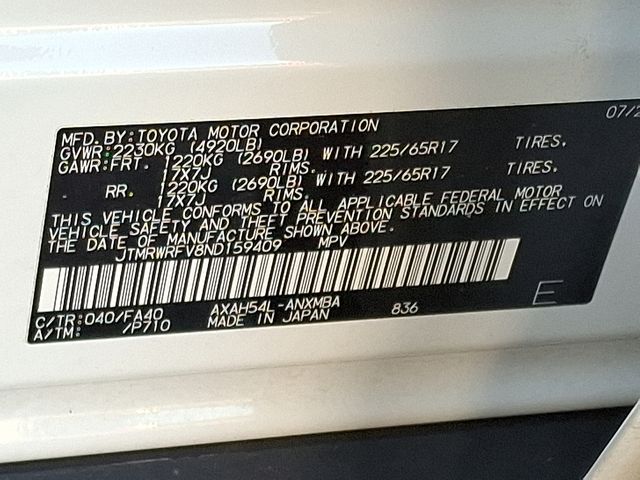 07/2
MFD. BY: TOYOTA MOTOR CORPORATION
GVWR: 2230KG (4920LB)
GAWR: FRT. 1220KG (2690LB) WITH 225/65R17 TIRES.
17X7J RIMS.
RR. 1220KG (2690LB) WITH 225/65R17 TIRES.
17X7J RIMS.
THIS VEHICLE CONFORMS TO ALL APPLICABLE FEDERAL MOTOR
VEHICLE SAFETY AND THEFT PREVENTION STANDARDS IN EFFECT ON
THE DATE OF MANUFACTURE SHOWN ABOVE.
JTMRWRFV8ND159409 MPV
C/TR: 040/FA40 AXAH54L-ANXMBA 836
A/TM: /P710 MADE IN JAPAN
E